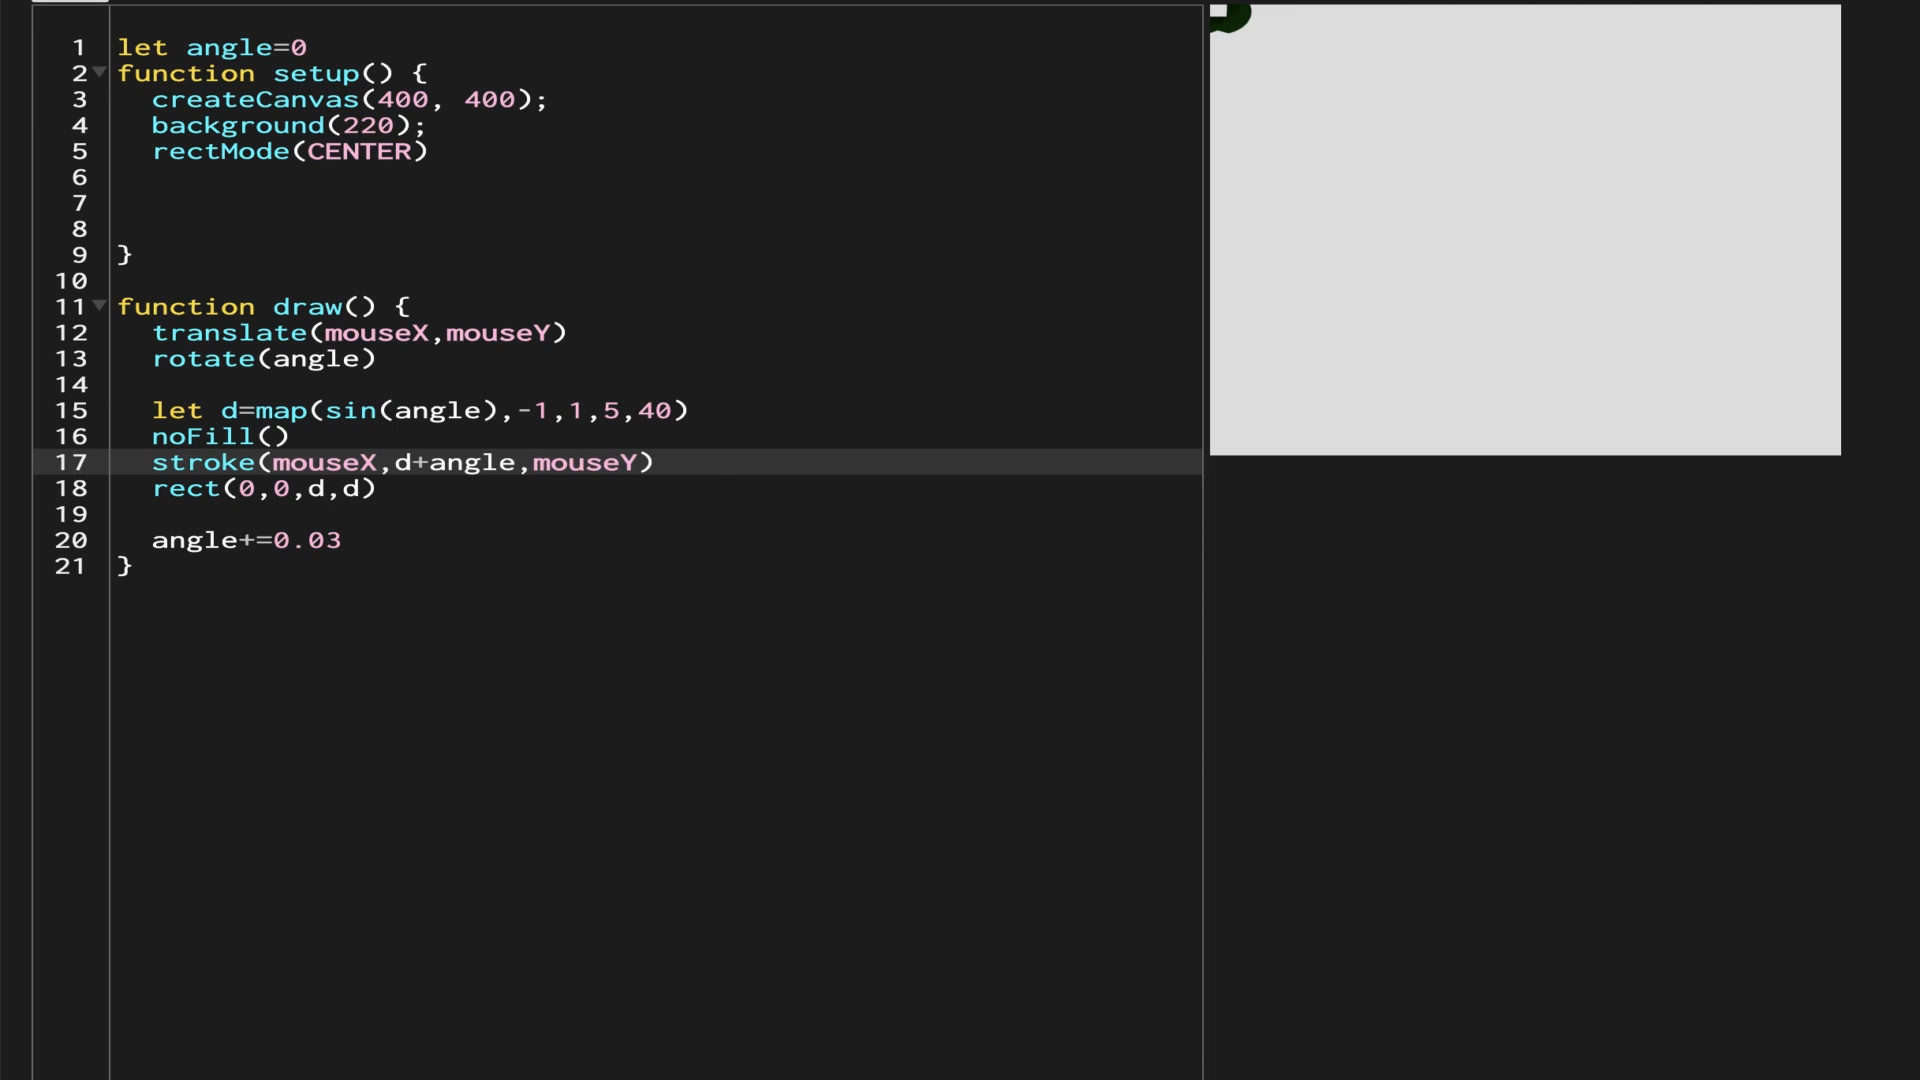 1 let angle=0
2 function setup() {
3 createCanvas(400, 400);
4 background(220);
5 rectMode(CENTER)
6
7
8
9 }
10
11 function draw() {
12 translate(mouseX,mouseY)
13 rotate(angle)
14
15 let d=map(sin(angle),-1,1,5,40)
16 noFill()
17 stroke(mouseX,d+angle,mouseY)
18 rect(0,0,d,d)
19
20 angle+=0.03
21 }